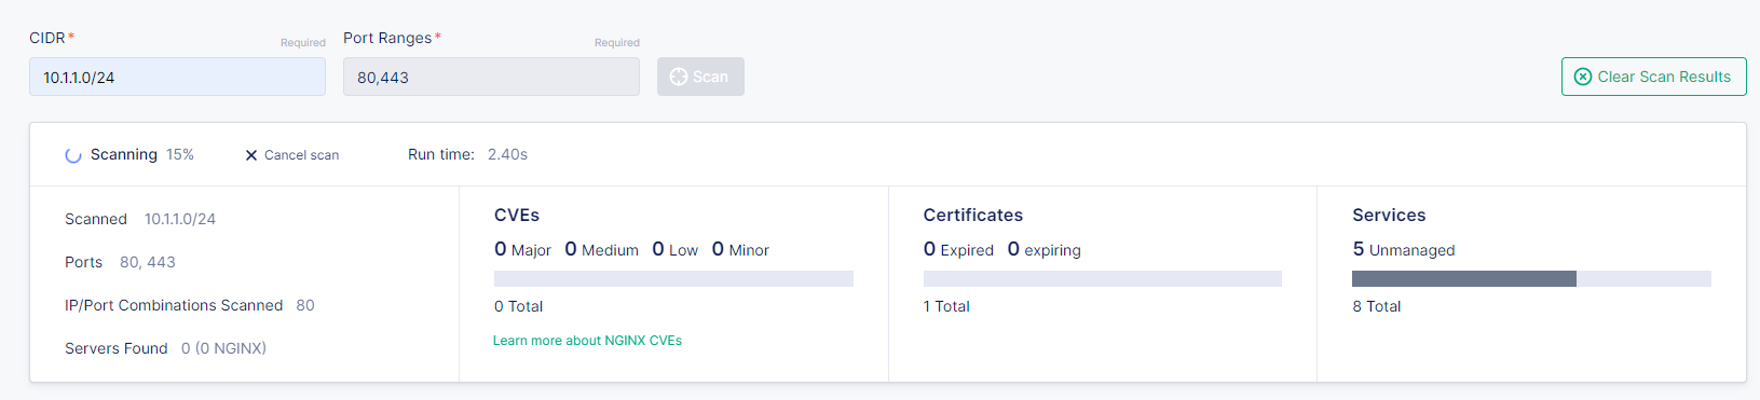 CIDR* Required Port Ranges* Required
10.1.1.0/24 80,443 Scan Clear Scan Results
Scanning 15% Cancel scan Run time: 2.40s
Scanned 10.1.1.0/24
Ports 80, 443
IP/Port Combinations Scanned 80
Servers Found 0 (0 NGINX)
CVEs
0 Major 0 Medium 0 Low 0 Minor
0 Total
Learn more about NGINX CVEs
Certificates
0 Expired 0 expiring
1 Total
Services
5 Unmanaged
8 Total